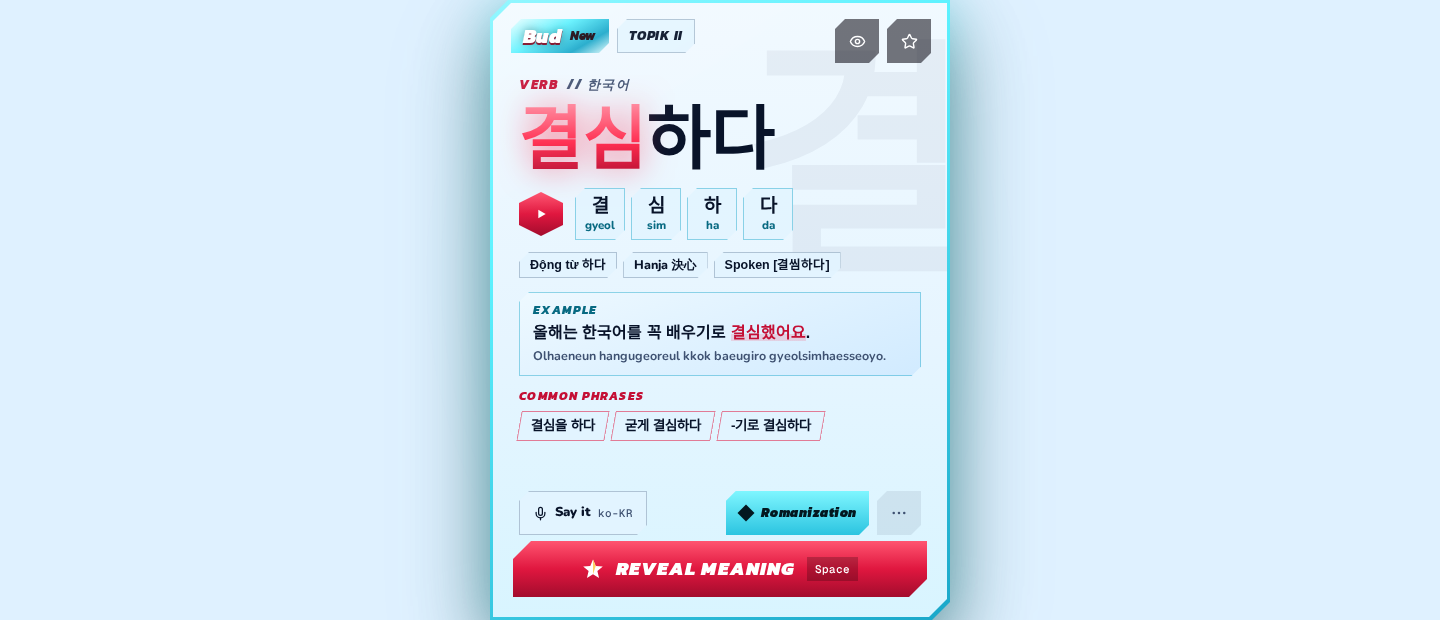 Bud New TOPIK II
VERB // 한국어
결심하다
결 심 하 다
gyeol sim ha da
Động từ 하다 Hanja 決心 Spoken [결씸하다]
EXAMPLE
올해는 한국어를 꼭 배우기로 결심했어요.
Olhaeneun hangugeoreul kkok baeugiro gyeolsimhaesseoyo.
COMMON PHRASES
결심을 하다 굳게 결심하다 -기로 결심하다
Say it ko-KR Romanization ...
REVEAL MEANING Space
결